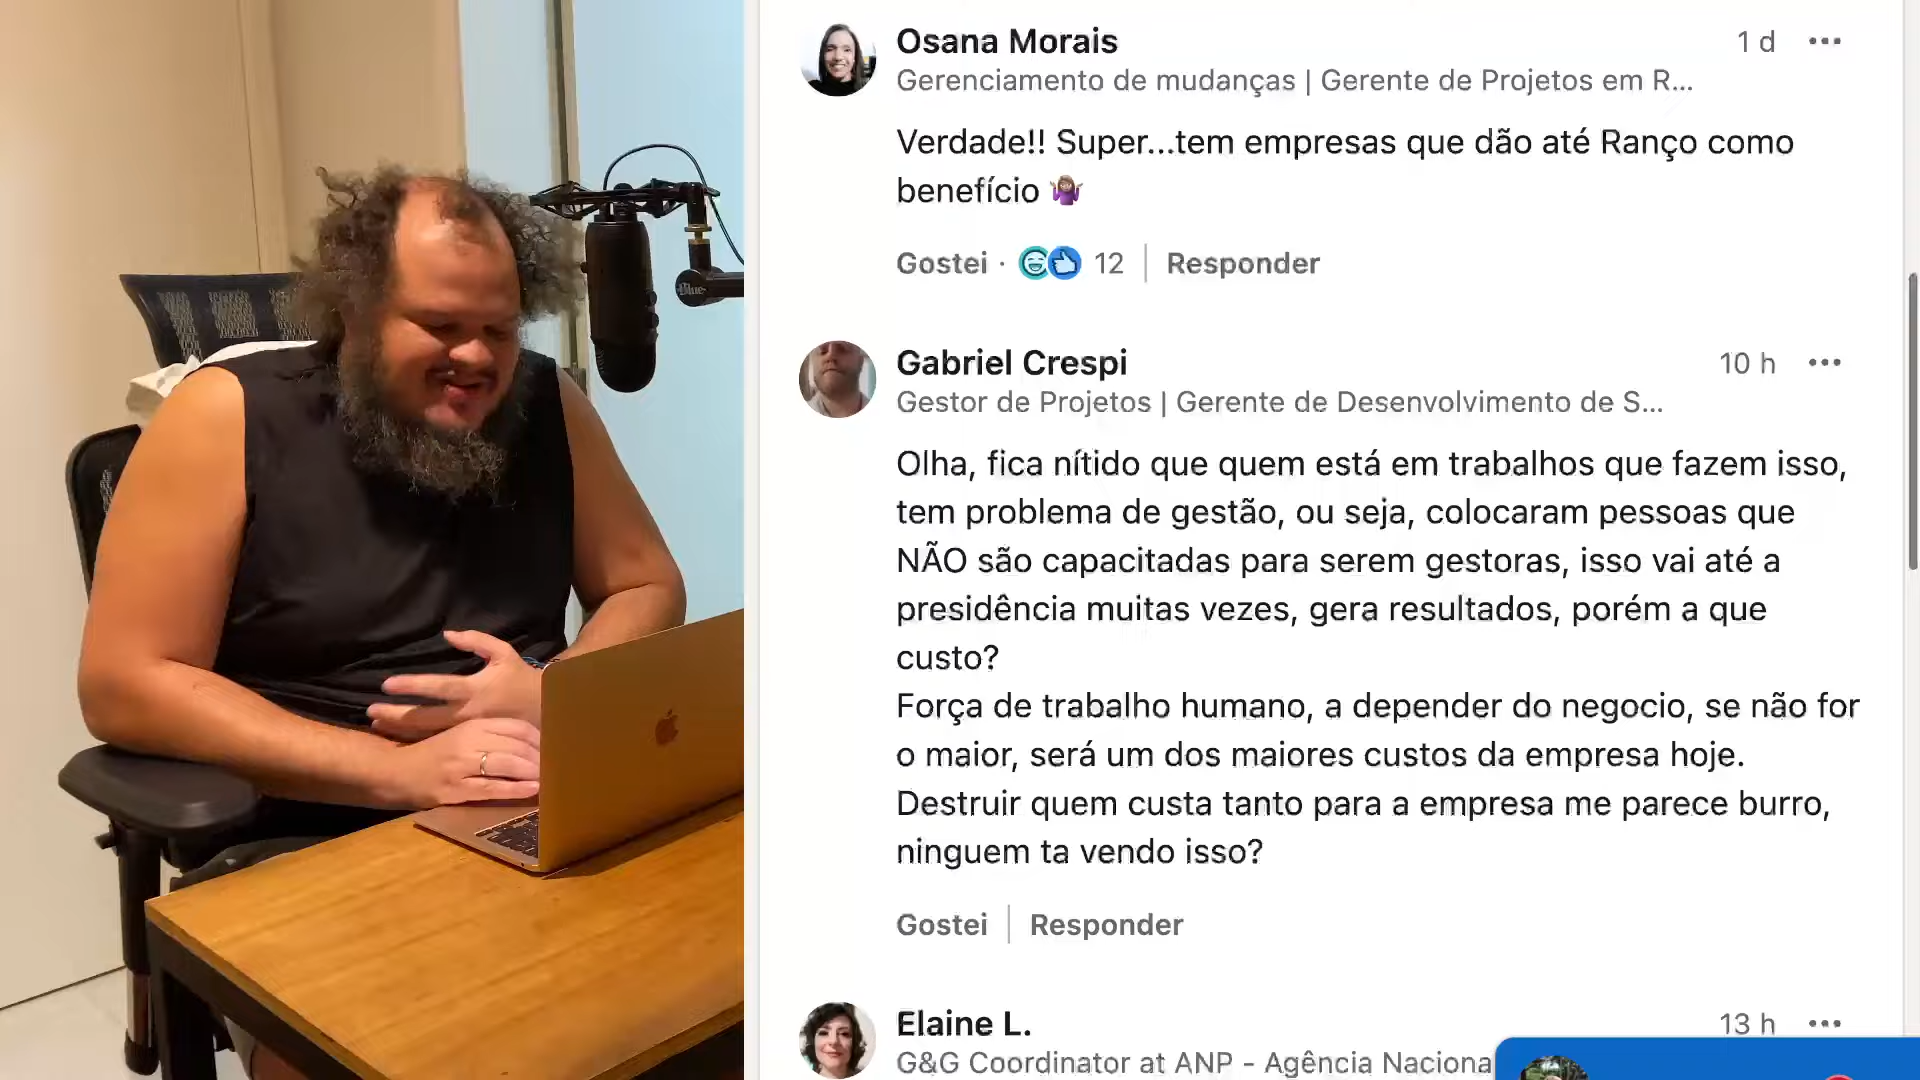 Osana Morais
1 d
Gerenciamento de mudanças | Gerente de Projetos em R...
Verdade!! Super...tem empresas que dão até Ranço como
benefício 🤷🏽‍♀️
Gostei · 12 | Responder
Gabriel Crespi
10 h
Gestor de Projetos | Gerente de Desenvolvimento de S...
Olha, fica nítido que quem está em trabalhos que fazem isso,
tem problema de gestão, ou seja, colocaram pessoas que
NÃO são capacitadas para serem gestoras, isso vai até a
presidência muitas vezes, gera resultados, porém a que
custo?
Força de trabalho humano, a depender do negocio, se não for
o maior, será um dos maiores custos da empresa hoje.
Destruir quem custa tanto para a empresa me parece burro,
ninguem ta vendo isso?
Gostei | Responder
Elaine L.
13 h
G&G Coordinator at ANP - Agência Naciona
Blue